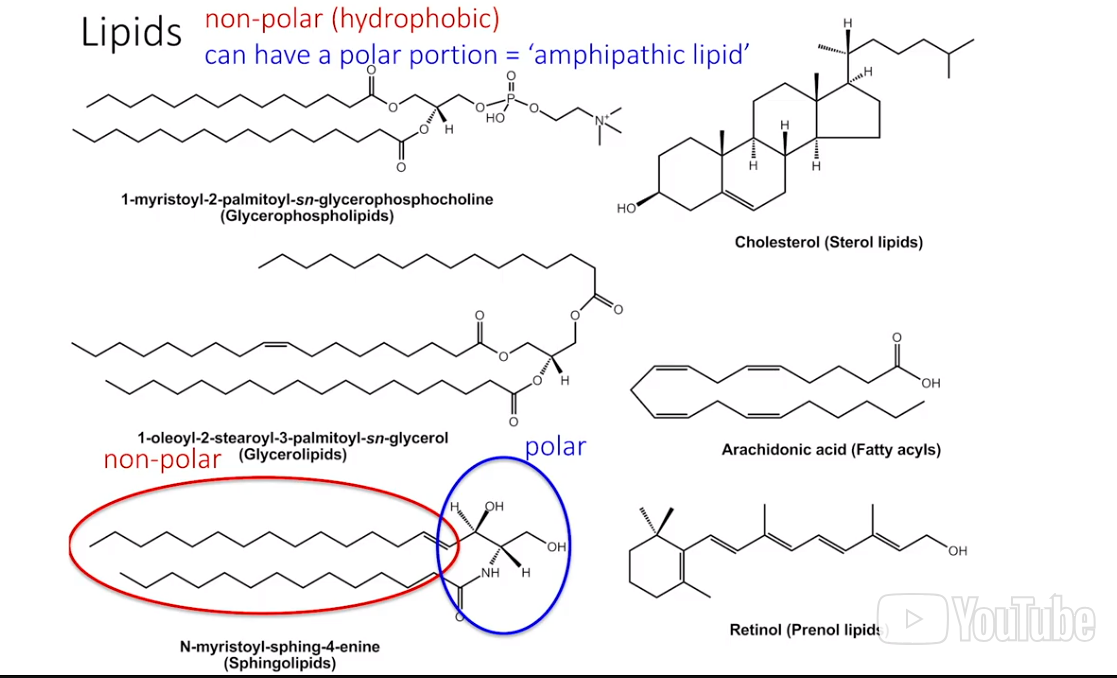 Lipids
non-polar (hydrophobic)
can have a polar portion = ‘amphipathic lipid’
O
O
O
O
H
O
P
O
HO
O
N+
1-myristoyl-2-palmitoyl-sn-glycerophosphocholine
(Glycerophospholipids)
H
H
H
H
H
HO
Cholesterol (Sterol lipids)
O
O
O
O
O
H
O
1-oleoyl-2-stearoyl-3-palmitoyl-sn-glycerol
(Glycerolipids)
O
OH
Arachidonic acid (Fatty acyls)
non-polar
polar
H
OH
OH
NH
H
O
N-myristoyl-sphing-4-enine
(Sphingolipids)
OH
Retinol (Prenol lipids
YouTube